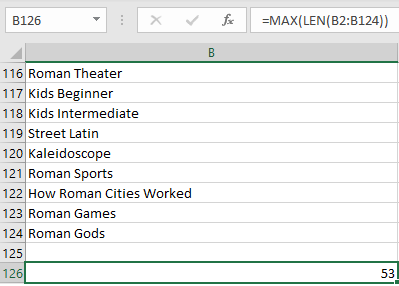 B126 fx =MAX(LEN(B2:B124))
B
116 Roman Theater
117 Kids Beginner
118 Kids Intermediate
119 Street Latin
120 Kaleidoscope
121 Roman Sports
122 How Roman Cities Worked
123 Roman Games
124 Roman Gods
125
126 53